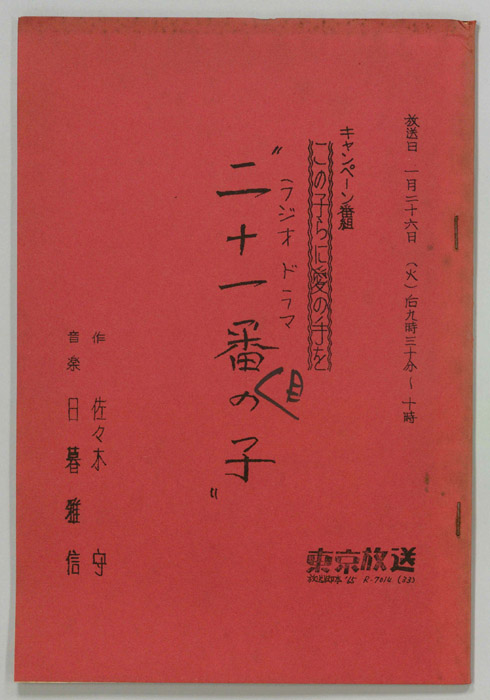 放送日 一月二十六日 (火) 后九時三十分〜十時
キャンペーン番組
この子らに愛の手を
ラジオ ドラマ
"二十一番目の子"
作 佐々木 守
音楽 日暮雅信
東京放送
'65 R-7014 (33)